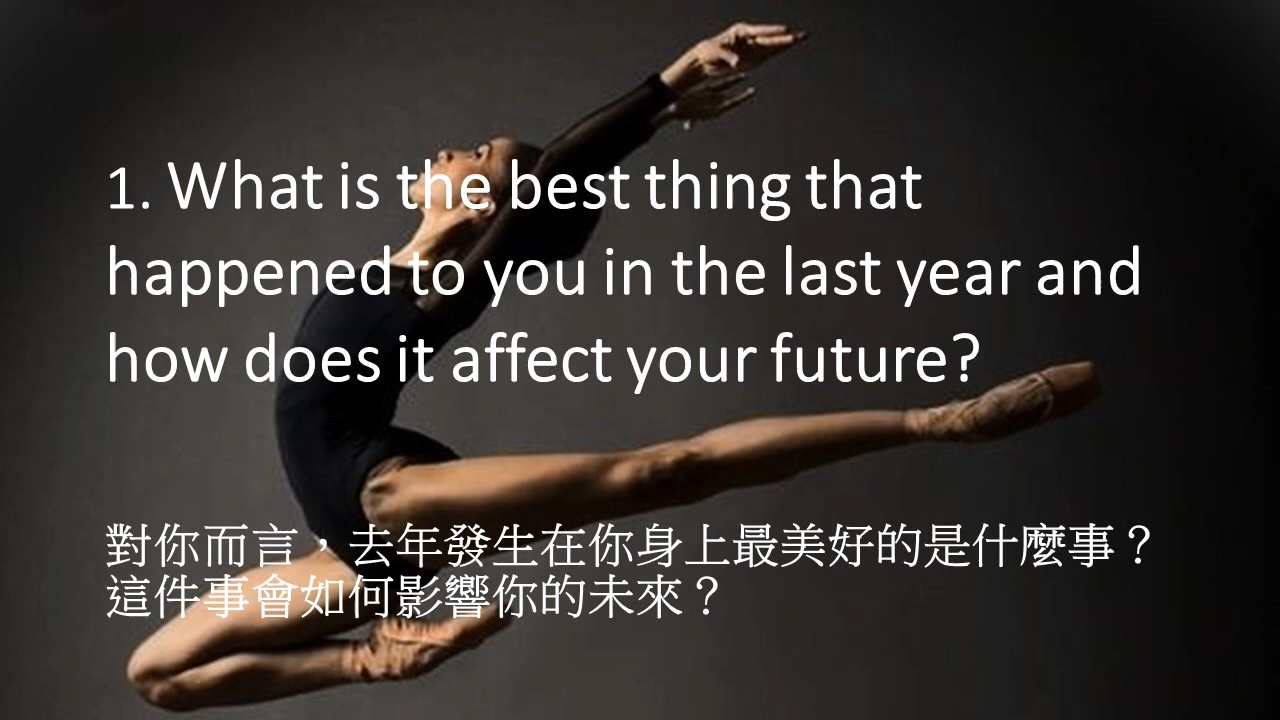 1. What is the best thing that
happened to you in the last year and
how does it affect your future?
對你而言，去年發生在你身上最美好的是什麼事？
這件事會如何影響你的未來？